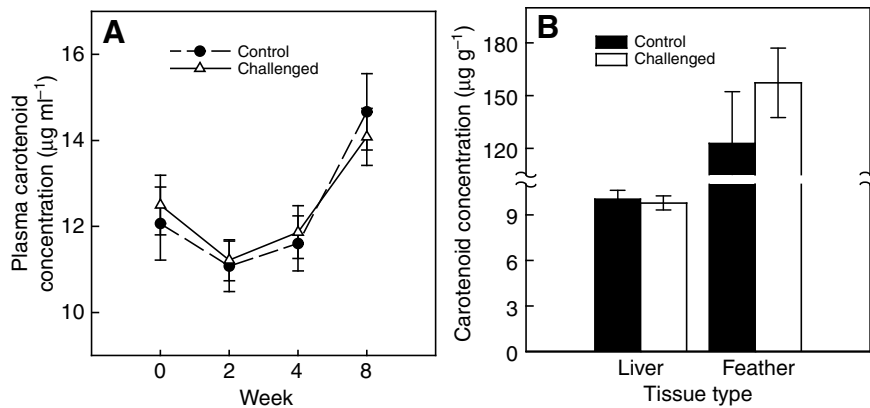 A
Control
Challenged
16
14
12
10
Plasma carotenoid
concentration (µg ml–1)
0 2 4 8
Week
B
Control
Challenged
180
150
120
9
6
3
0
Carotenoid concentration (µg g–1)
Liver Feather
Tissue type